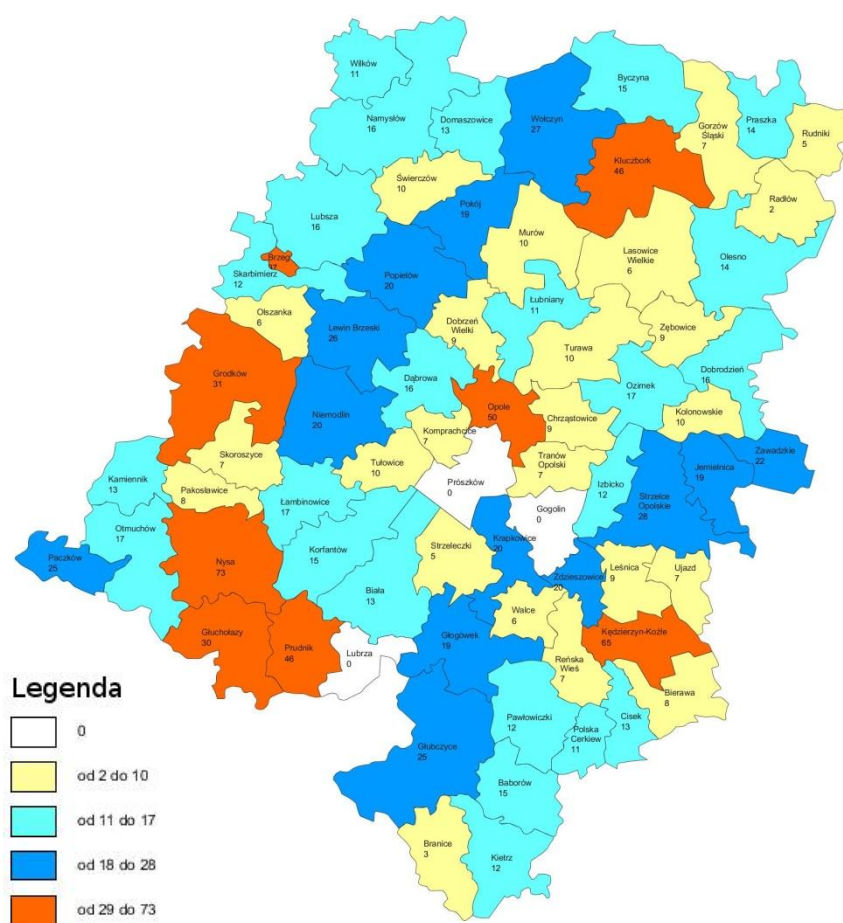 Wilków
11
Byczyna
15
Namysłów
16
Domaszowice
13
Wołczyn
27
Gorzów
Śląski
7
Praszka
14
Rudniki
5
Kluczbork
46
Świerczów
10
Radłów
2
Pokój
19
Lubsza
16
Murów
10
Lasowice
Wielkie
6
Olesno
14
Brzeg
37
Skarbimierz
12
Popielów
20
Łubniany
11
Olszanka
6
Lewin Brzeski
26
Dobrzeń
Wielki
9
Zębowice
9
Turawa
10
Grodków
31
Dąbrowa
16
Dobrodzień
16
Ozimek
17
Niemodlin
20
Opole
50
Chrząstowice
9
Kolonowskie
10
Komprachcice
7
Skoroszyce
7
Tułowice
10
Tranów
Opolski
7
Zawadzkie
22
Jemielnica
19
Kamiennik
13
Prószków
0
Izbicko
12
Pakosławice
8
Łambinowice
17
Strzelce
Opolskie
28
Gogolin
0
Otmuchów
17
Krapkowice
20
Strzeleczki
5
Korfantów
15
Paczków
25
Nysa
73
Leśnica
9
Ujazd
7
Zdzieszowice
20
Biała
13
Walce
6
Głuchołazy
30
Prudnik
46
Lubrza
0
Głogówek
19
Kędzierzyn-Koźle
65
Reńska
Wieś
7
Bierawa
8
Pawłowiczki
12
Polska
Cerkiew
11
Cisek
13
Głubczyce
25
Baborów
15
Branice
3
Kietrz
12
Legenda
0
od 2 do 10
od 11 do 17
od 18 do 28
od 29 do 73